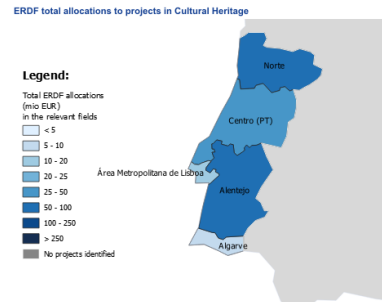 ERDF total allocations to projects in Cultural Heritage
Legend:
Total ERDF allocations
(mio EUR)
in the relevant fields
< 5
5 - 10
10 - 20
20 - 25
25 - 50
50 - 100
100 - 250
> 250
No projects identified
Norte
Centro (PT)
Área Metropolitana de Lisboa
Alentejo
Algarve